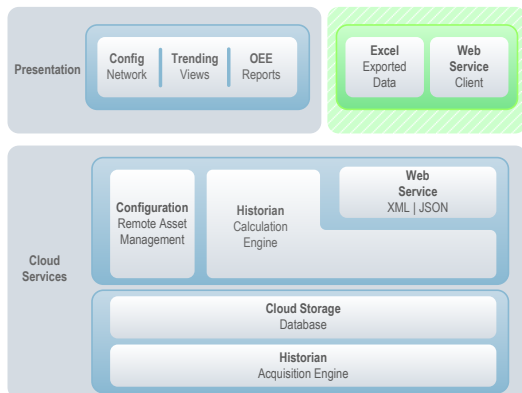 Presentation
Config
Network
Trending
Views
OEE
Reports
Excel
Exported
Data
Web
Service
Client
Cloud
Services
Configuration
Remote Asset
Management
Historian
Calculation
Engine
Web
Service
XML | JSON
Cloud Storage
Database
Historian
Acquisition Engine